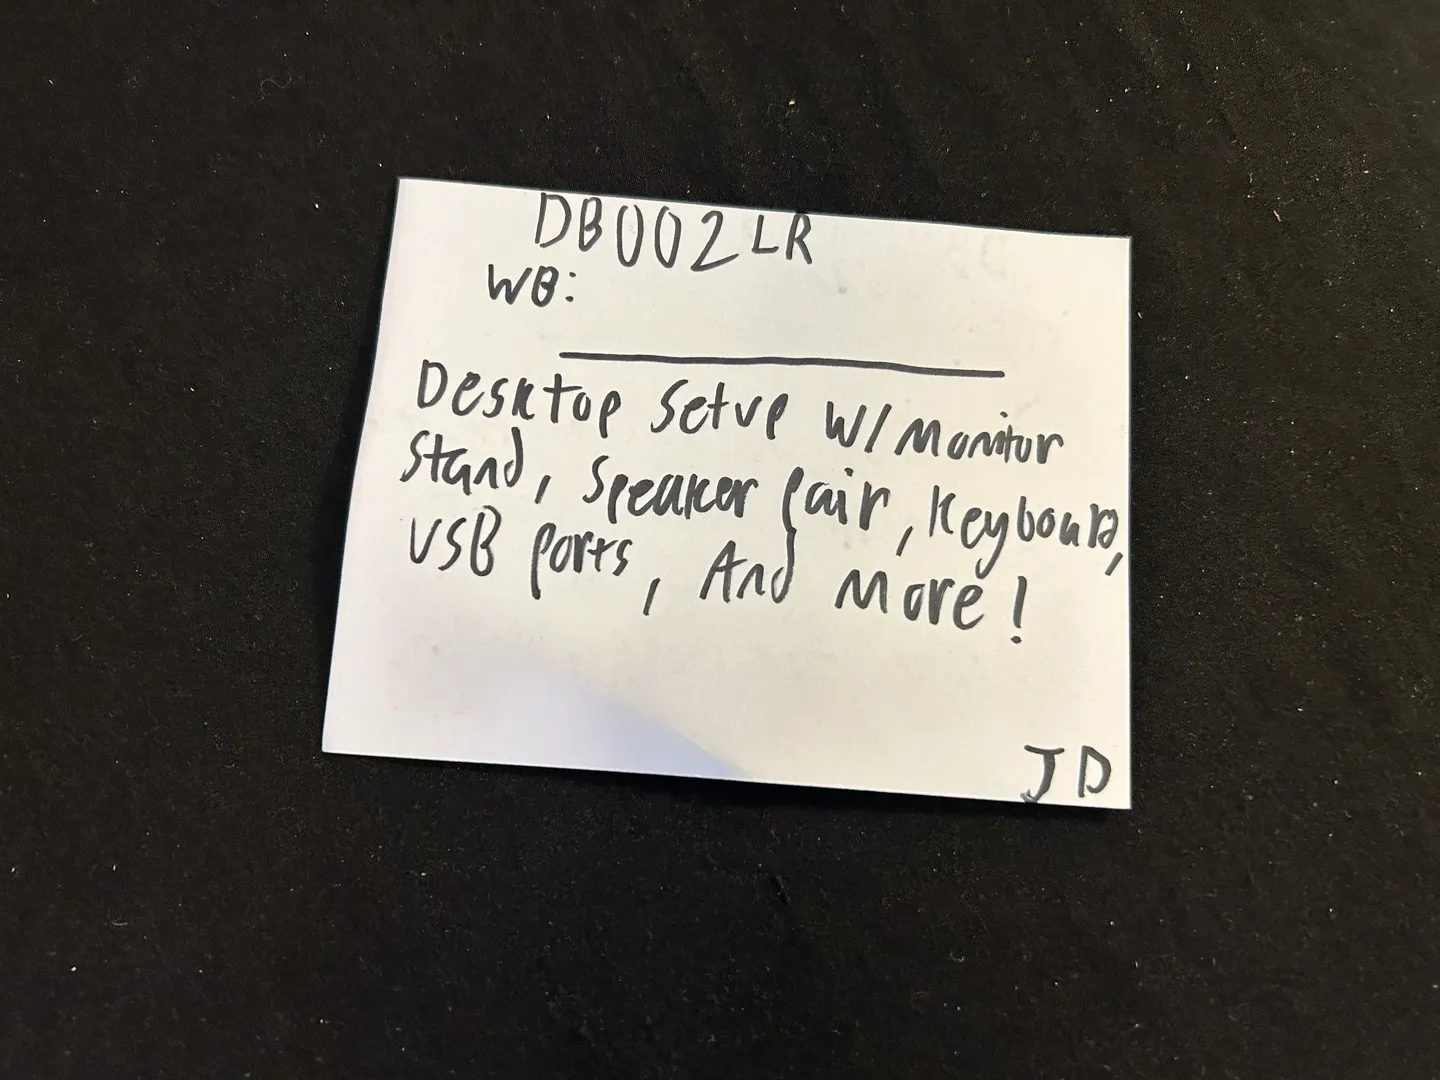 DB002LR
WB:
Desktop Setup W/ Monitor
Stand, Speaker pair, Keyboard,
USB ports, And More!
JD